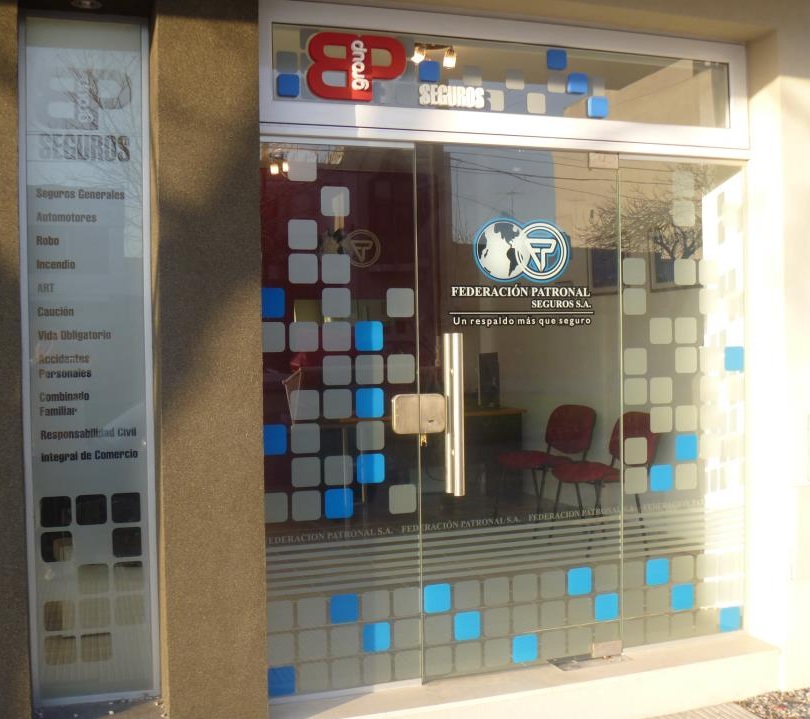 BP
group
SEGUROS
Seguros Generales
Automotores
Robo
Incendio
ART
Caución
Vida Obligatorio
Accidentes
Personales
Combinado
Familiar
Responsabilidad Civil
Integral de Comercio
BP
group
SEGUROS
FEDERACIÓN PATRONAL
SEGUROS S.A.
Un respaldo más que seguro
FEDERACION PATRONAL S.A. FEDERACIÓN PATRONAL S.A. FEDERACION PATRONAL S.A.